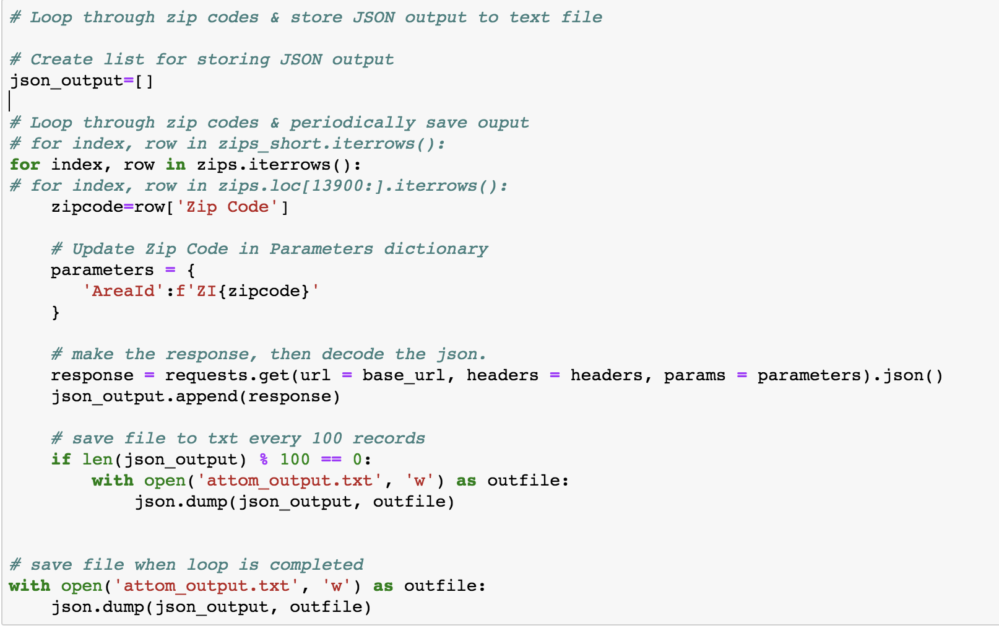 # Loop through zip codes & store JSON output to text file
# Create list for storing JSON output
json_output=[]
# Loop through zip codes & periodically save ouput
# for index, row in zips_short.iterrows():
for index, row in zips.iterrows():
# for index, row in zips.loc[13900:].iterrows():
    zipcode=row['Zip Code']
    # Update Zip Code in Parameters dictionary
    parameters = {
       'AreaId':f'ZI{zipcode}'
    }
    # make the response, then decode the json.
    response = requests.get(url = base_url, headers = headers, params = parameters).json()
    json_output.append(response)
    # save file to txt every 100 records
    if len(json_output) % 100 == 0:
        with open('attom_output.txt', 'w') as outfile:
            json.dump(json_output, outfile)
# save file when loop is completed
with open('attom_output.txt', 'w') as outfile:
    json.dump(json_output, outfile)